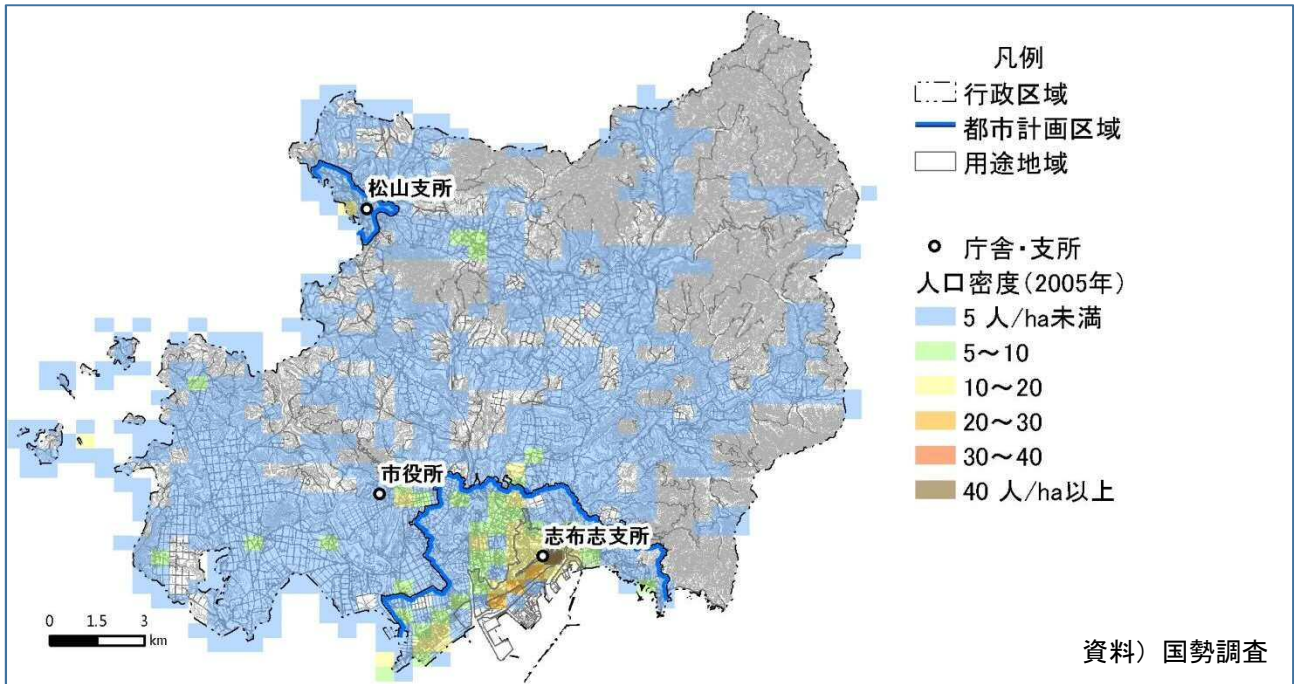 凡例
行政区域
都市計画区域
用途地域
庁舎・支所
人口密度(2005年)
5 人/ha未満
5～10
10～20
20～30
30～40
40 人/ha以上
松山支所
市役所
志布志支所
0 1.5 3
km
資料）国勢調査